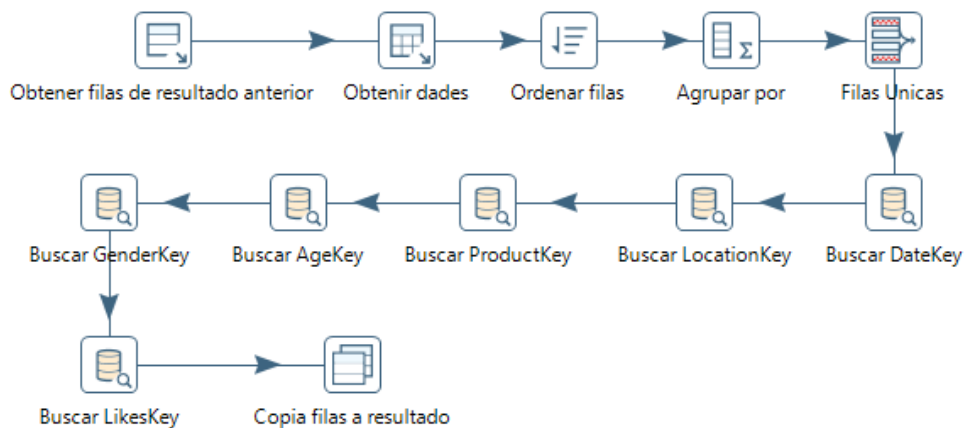 Obtener filas de resultado anterior
Obtenir dades
Ordenar filas
Agrupar por
Filas Unicas
Buscar GenderKey
Buscar AgeKey
Buscar ProductKey
Buscar LocationKey
Buscar DateKey
Buscar LikesKey
Copia filas a resultado